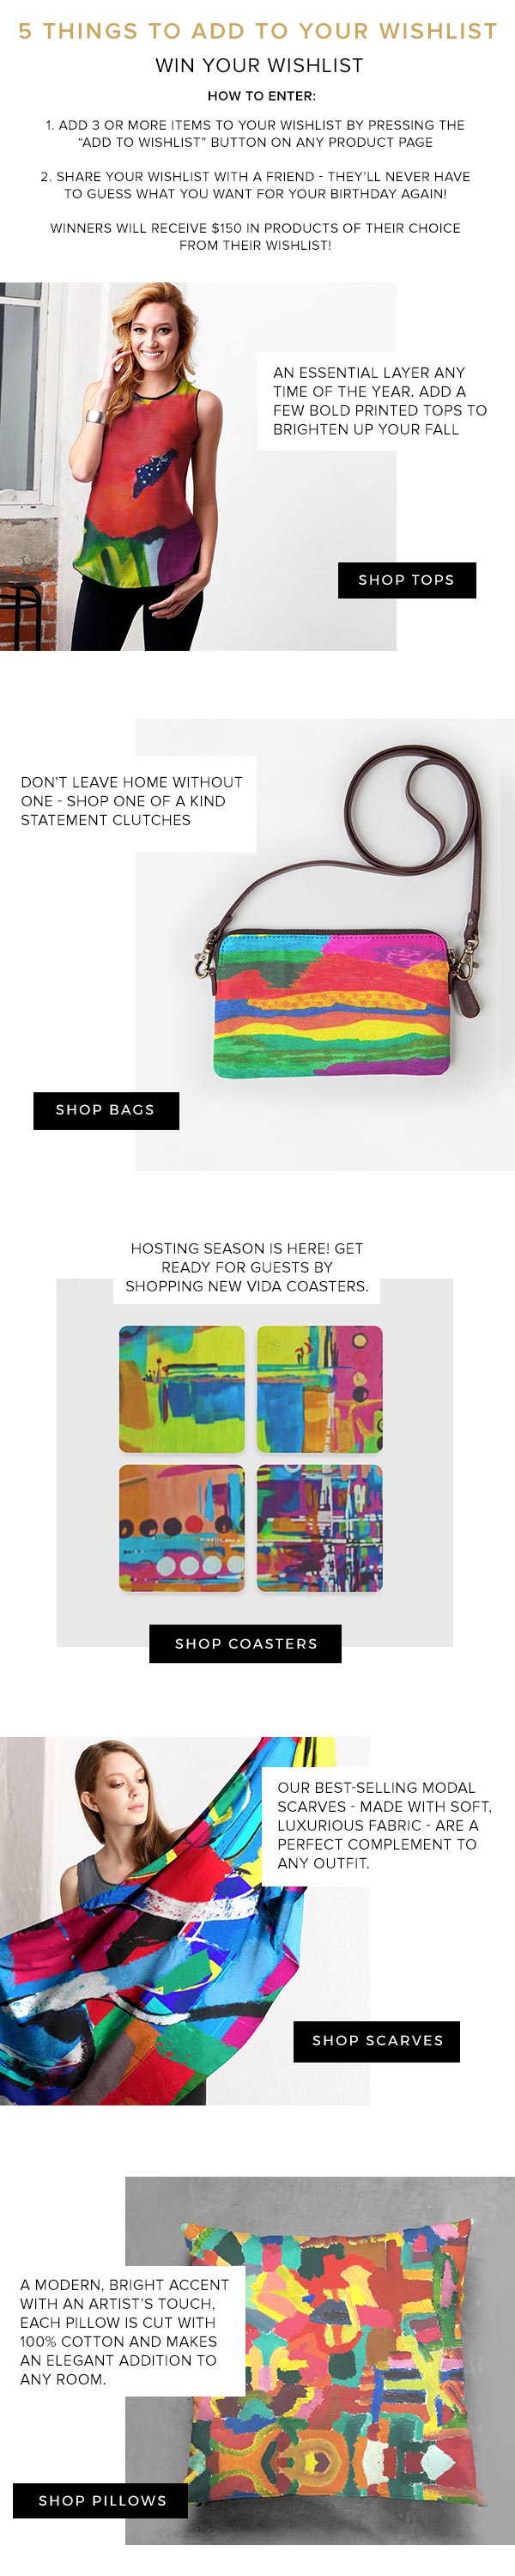 5 THINGS TO ADD TO YOUR WISHLIST
WIN YOUR WISHLIST
HOW TO ENTER:
1. ADD 3 OR MORE ITEMS TO YOUR WISHLIST BY PRESSING THE
“ADD TO WISHLIST” BUTTON ON ANY PRODUCT PAGE
2. SHARE YOUR WISHLIST WITH A FRIEND - THEY'LL NEVER HAVE
TO GUESS WHAT YOU WANT FOR YOUR BIRTHDAY AGAIN!
WINNERS WILL RECEIVE $150 IN PRODUCTS OF THEIR CHOICE
FROM THEIR WISHLIST!
AN ESSENTIAL LAYER ANY
TIME OF THE YEAR. ADD A
FEW BOLD PRINTED TOPS TO
BRIGHTEN UP YOUR FALL
SHOP TOPS
DON'T LEAVE HOME WITHOUT
ONE - SHOP ONE OF A KIND
STATEMENT CLUTCHES
SHOP BAGS
HOSTING SEASON IS HERE! GET
READY FOR GUESTS BY
SHOPPING NEW VIDA COASTERS.
SHOP COASTERS
OUR BEST-SELLING MODAL
SCARVES - MADE WITH SOFT,
LUXURIOUS FABRIC - ARE A
PERFECT COMPLEMENT TO
ANY OUTFIT.
SHOP SCARVES
A MODERN, BRIGHT ACCENT
WITH AN ARTIST'S TOUCH,
EACH PILLOW IS CUT WITH
100% COTTON AND MAKES
AN ELEGANT ADDITION TO
ANY ROOM.
SHOP PILLOWS